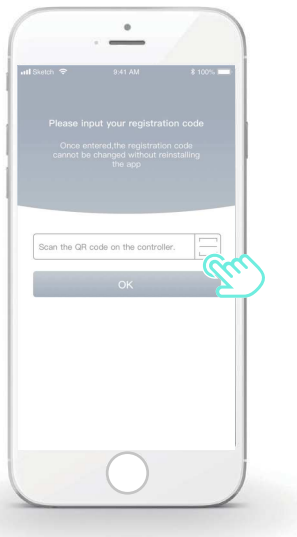 Sketch 9:41 AM 100%
Please input your registration code
Once entered,the registration code
cannot be changed without reinstalling
the app
Scan the QR code on the controller.
OK